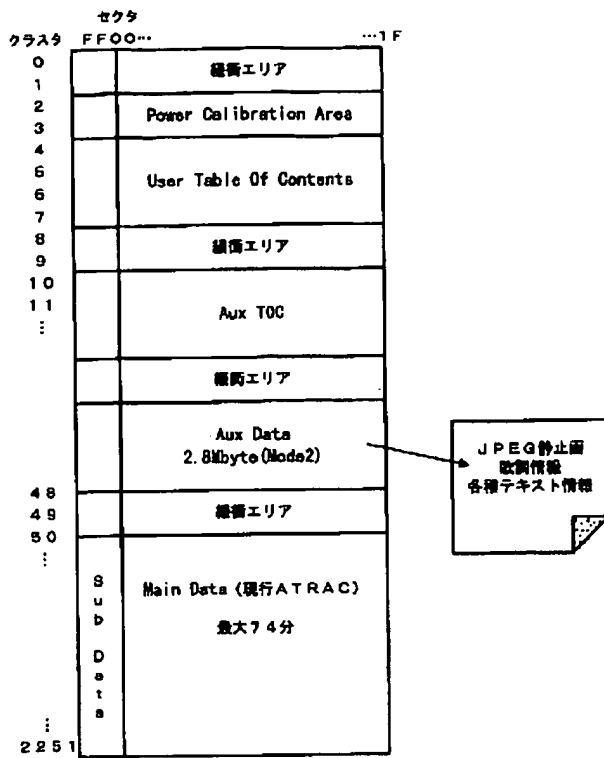 セクタ
クラスタ FF00… …1F
0
緩衝エリア
1
2
Power Calibration Area
3
4
5
User Table Of Contents
6
7
8
緩衝エリア
9
10
11
Aux TOC
⋮
緩衝エリア
Aux Data
2.8Mbyte(Mode2)
JPEG静止画
歌詞情報
各種テキスト情報
48
49
緩衝エリア
50
⋮
Sub Data
Main Data (現行ATRAC)
最大74分
⋮
2251